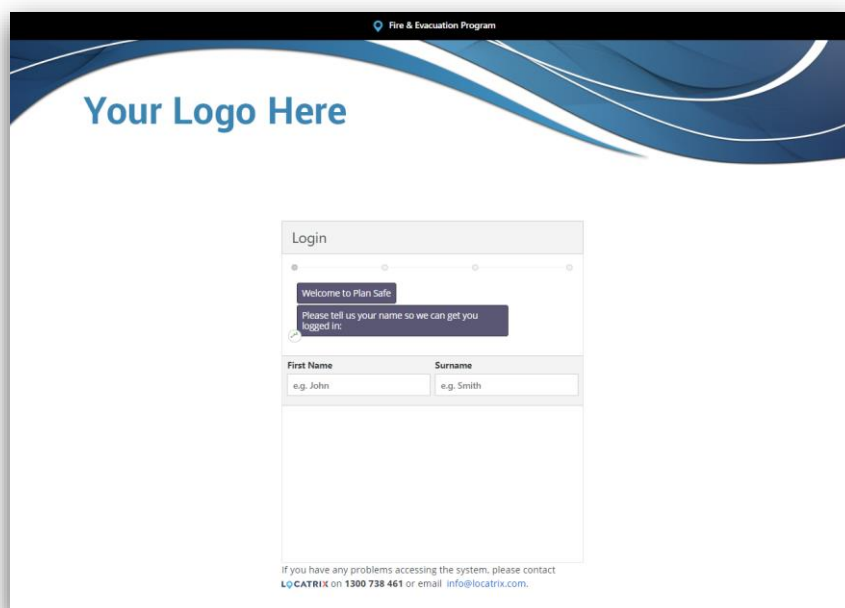 Fire & Evacuation Program
Your Logo Here
Login
Welcome to Plan Safe
Please tell us your name so we can get you
logged in:
First Name Surname
e.g. John e.g. Smith
If you have any problems accessing the system, please contact
LOCATRIX on 1300 738 461 or email info@locatrix.com.